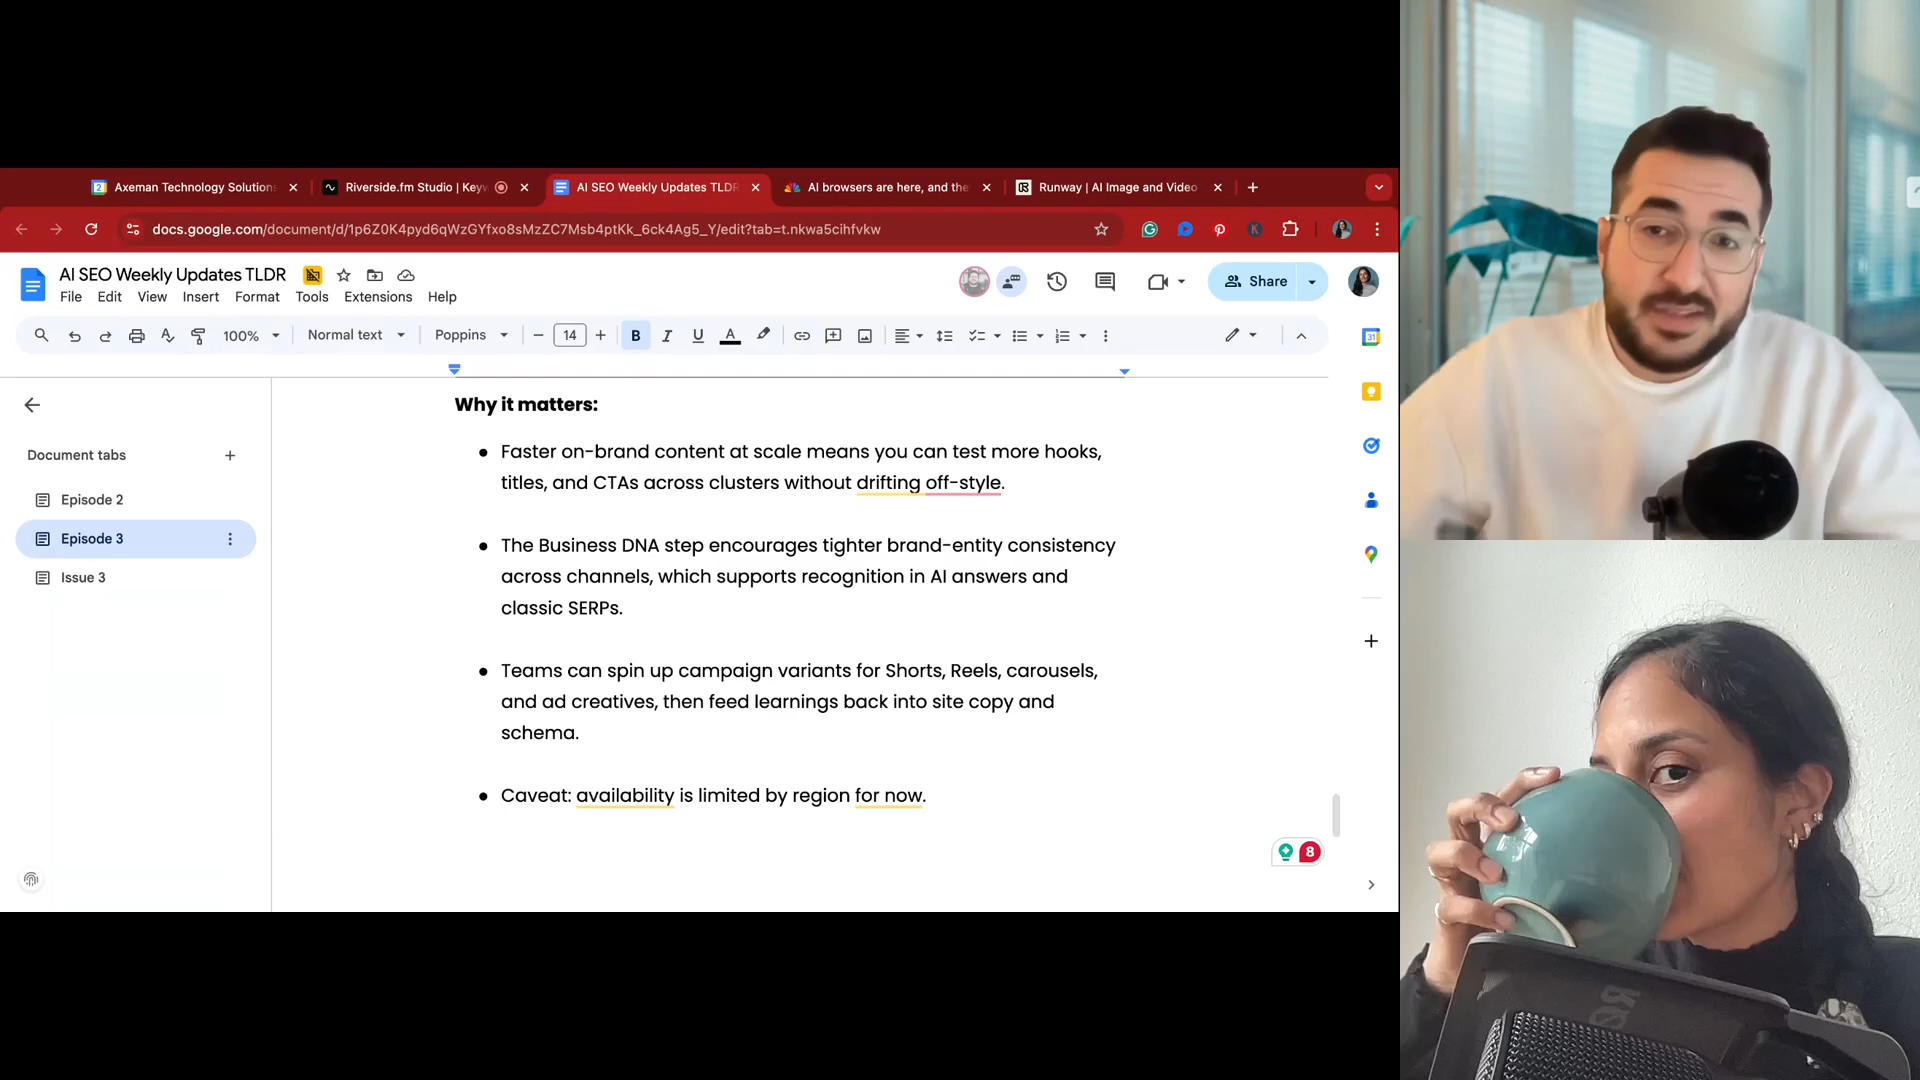 Axeman Technology Solutions
Riverside.fm Studio | Keyw
AI SEO Weekly Updates TLDR
AI browsers are here, and the
Runway | AI Image and Video
docs.google.com/document/d/1p6Z0K4pyd6qWzGYfxo8sMzZC7Msb4ptKk_6ck4Ag5_Y/edit?tab=t.nkwa5cihfvkw
AI SEO Weekly Updates TLDR
File Edit View Insert Format Tools Extensions Help
Share
100% Normal text Poppins 14
Document tabs
Episode 2
Episode 3
Issue 3
Why it matters:
● Faster on-brand content at scale means you can test more hooks,
titles, and CTAs across clusters without drifting off-style.
● The Business DNA step encourages tighter brand-entity consistency
across channels, which supports recognition in AI answers and
classic SERPs.
● Teams can spin up campaign variants for Shorts, Reels, carousels,
and ad creatives, then feed learnings back into site copy and
schema.
● Caveat: availability is limited by region for now.
8